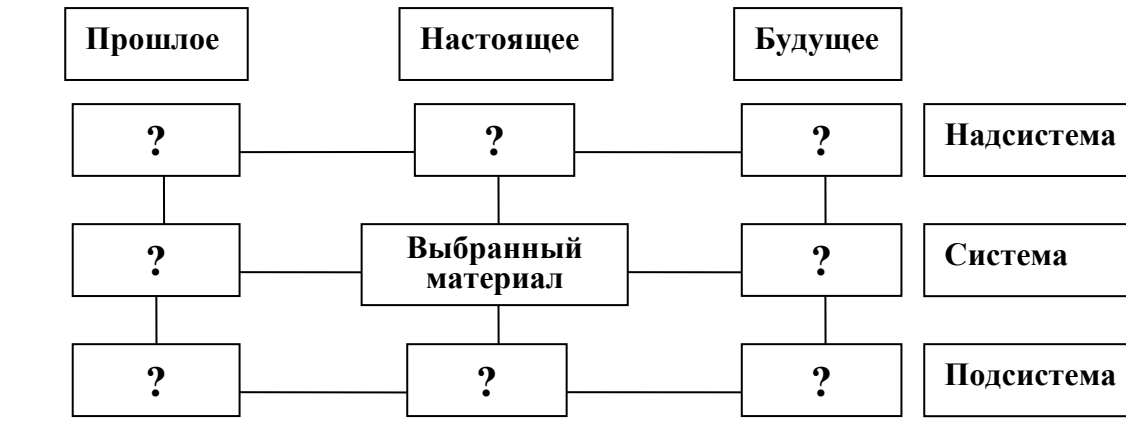 Прошлое Настоящее Будущее
? ? ? Надсистема
? Выбранный материал ? Система
? ? ? Подсистема